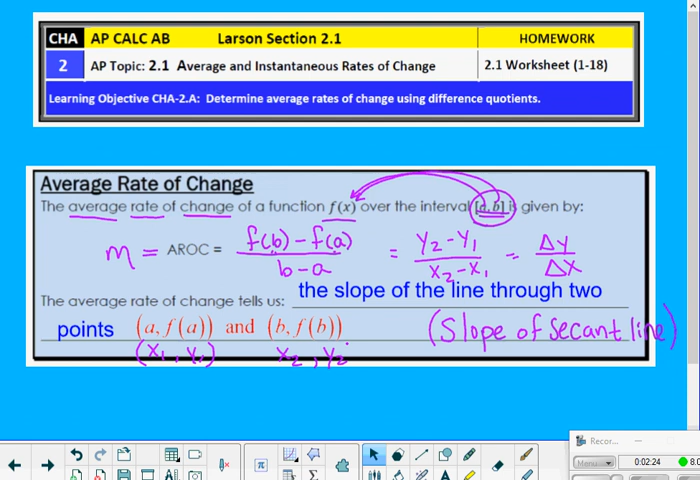 CHA AP CALC AB Larson Section 2.1 HOMEWORK
2 AP Topic: 2.1 Average and Instantaneous Rates of Change 2.1 Worksheet (1-18)
Learning Objective CHA-2.A: Determine average rates of change using difference quotients.
Average Rate of Change
The average rate of change of a function f(x) over the interval [a, b] is given by:
m = AROC = f(b) - f(a) / b - a = y₂ - y₁ / x₂ - x₁ = Δy / Δx
The average rate of change tells us: the slope of the line through two
points (a, f(a)) and (b, f(b)) (Slope of secant line)
(x₁, y₁) x₂, y₂
Recor...
Menu 0:02:24 8.0